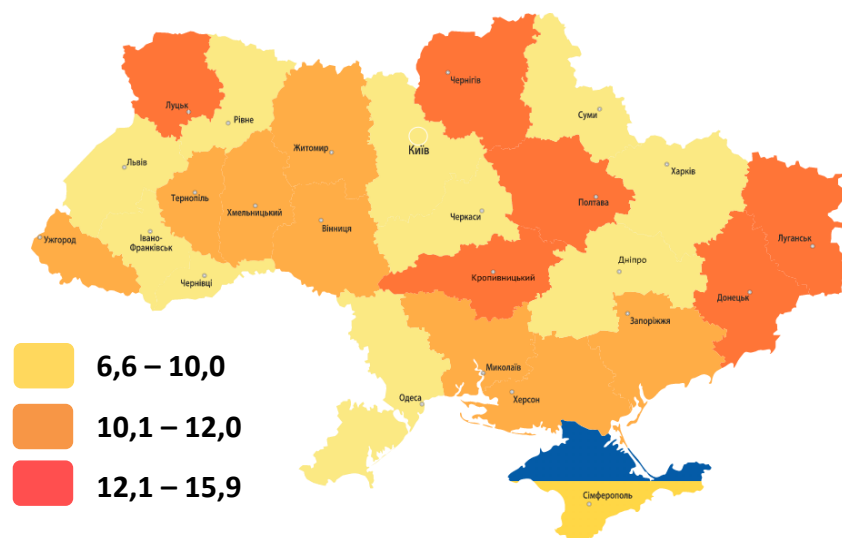 Чернігів
Луцьк
Рівне
Суми
Житомир
Київ
Львів
Харків
Тернопіль
Хмельницький
Полтава
Черкаси
Ужгород
Івано-
Франківськ
Вінниця
Луганськ
Чернівці
Кропивницький
Дніпро
Донецьк
Запоріжжя
6,6 – 10,0
Миколаїв
Одеса
Херсон
10,1 – 12,0
12,1 – 15,9
Сімферополь